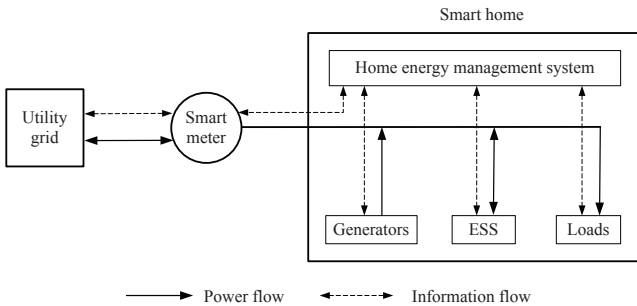 Smart home
Home energy management system
Utility
grid
Smart
meter
Generators
ESS
Loads
Power flow
Information flow